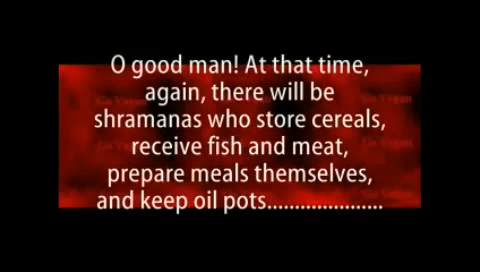 O good man! At that time,
again, there will be
shramanas who store cereals,
receive fish and meat,
prepare meals themselves,
and keep oil pots.....................